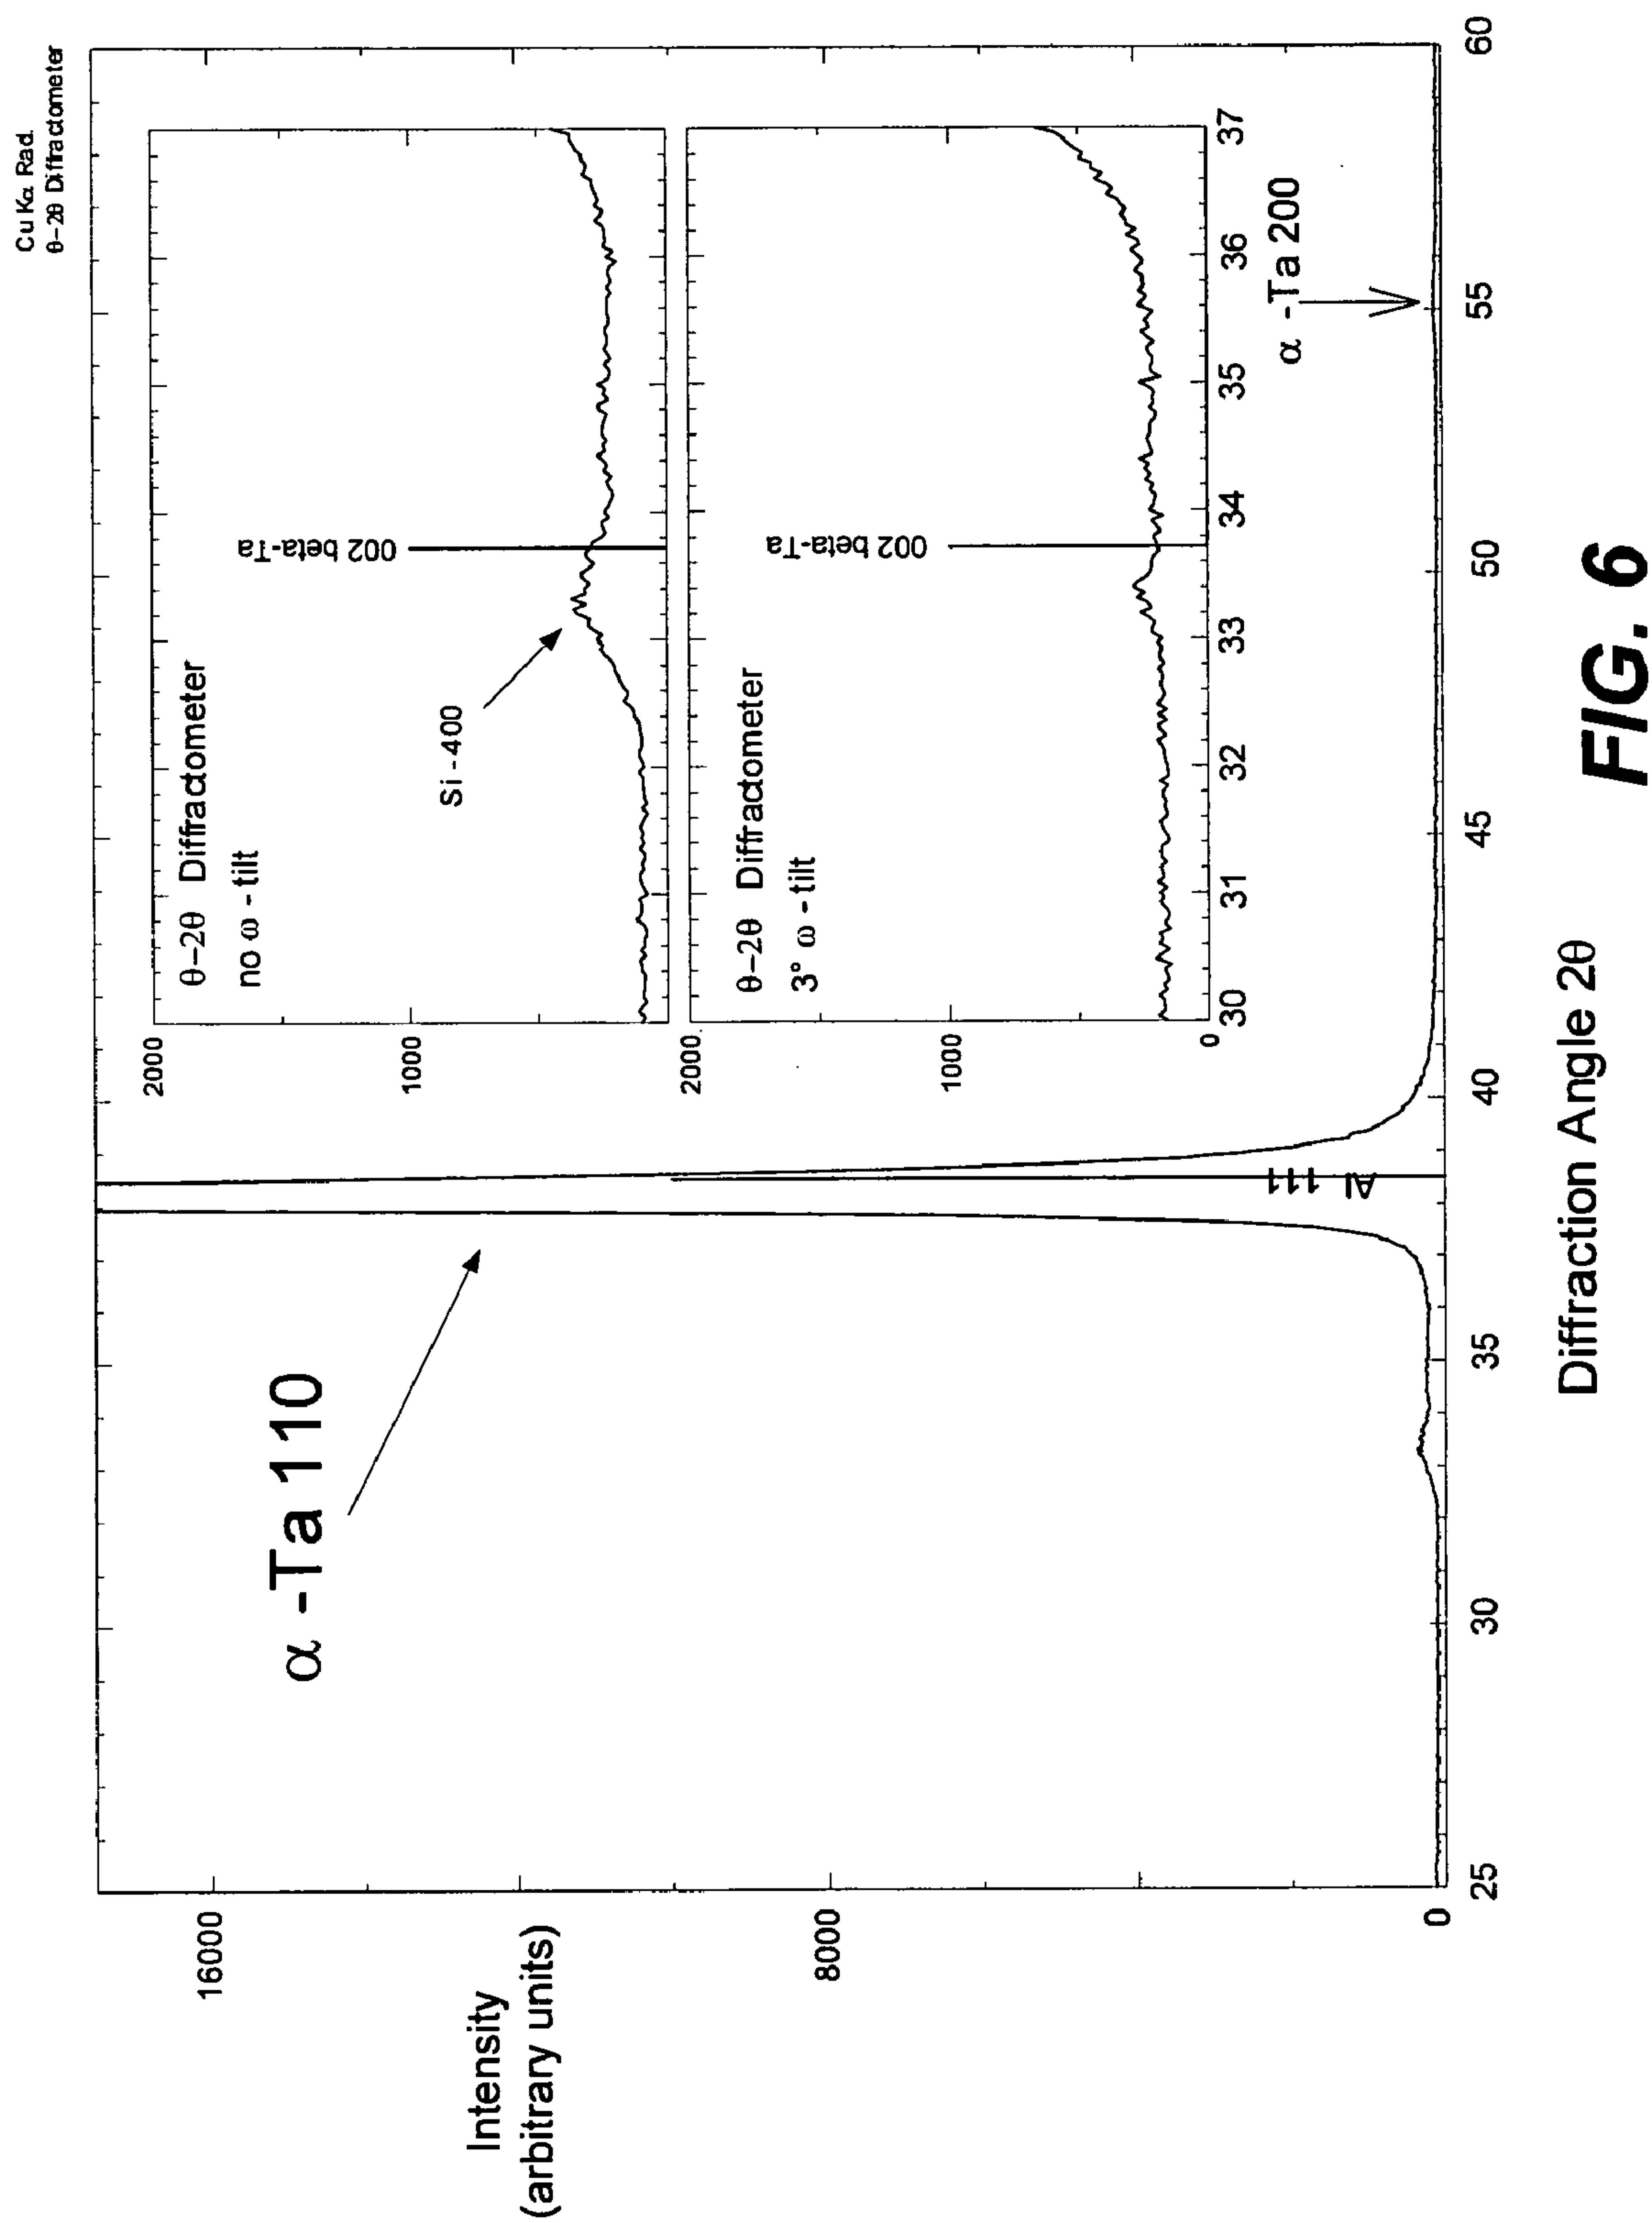 Cu Kα Rad.
θ-2θ Diffractometer
Intensity
(arbitrary units)
16000
8000
0
α -Ta 110
2000
1000
θ-2θ Diffractometer
no ω - tilt
Si - 400
002 beta-Ta
2000
1000
0
θ-2θ Diffractometer
3° ω - tilt
002 beta-Ta
30 31 32 33 34 35 36 37
α -Ta 200
Al 111
25 30 35 40 45 50 55 60
Diffraction Angle 2θ
FIG. 6